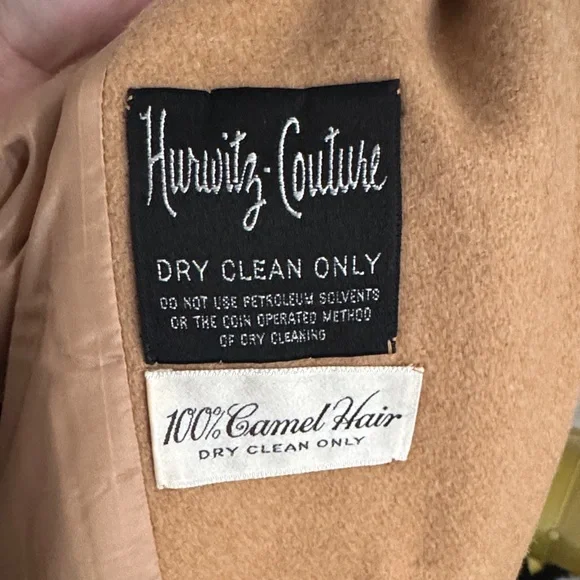 Hurwitz-Couture
DRY CLEAN ONLY
DO NOT USE PETROLEUM SOLVENTS
OR THE COIN OPERATED METHOD
OF DRY CLEANING
100% Camel Hair
DRY CLEAN ONLY